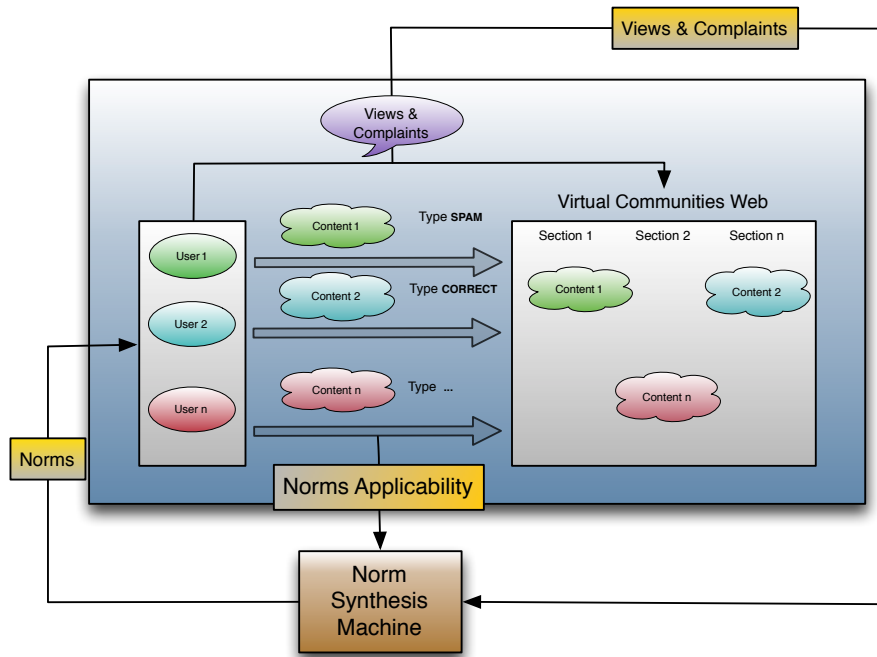 Views & Complaints
Views &
Complaints
Virtual Communities Web
Content 1
Type SPAM
Section 1
Section 2
Section n
User 1
Content 1
Content 2
Content 2
Type CORRECT
User 2
Content n
Type ...
Content n
User n
Norms
Norms Applicability
Norm
Synthesis
Machine